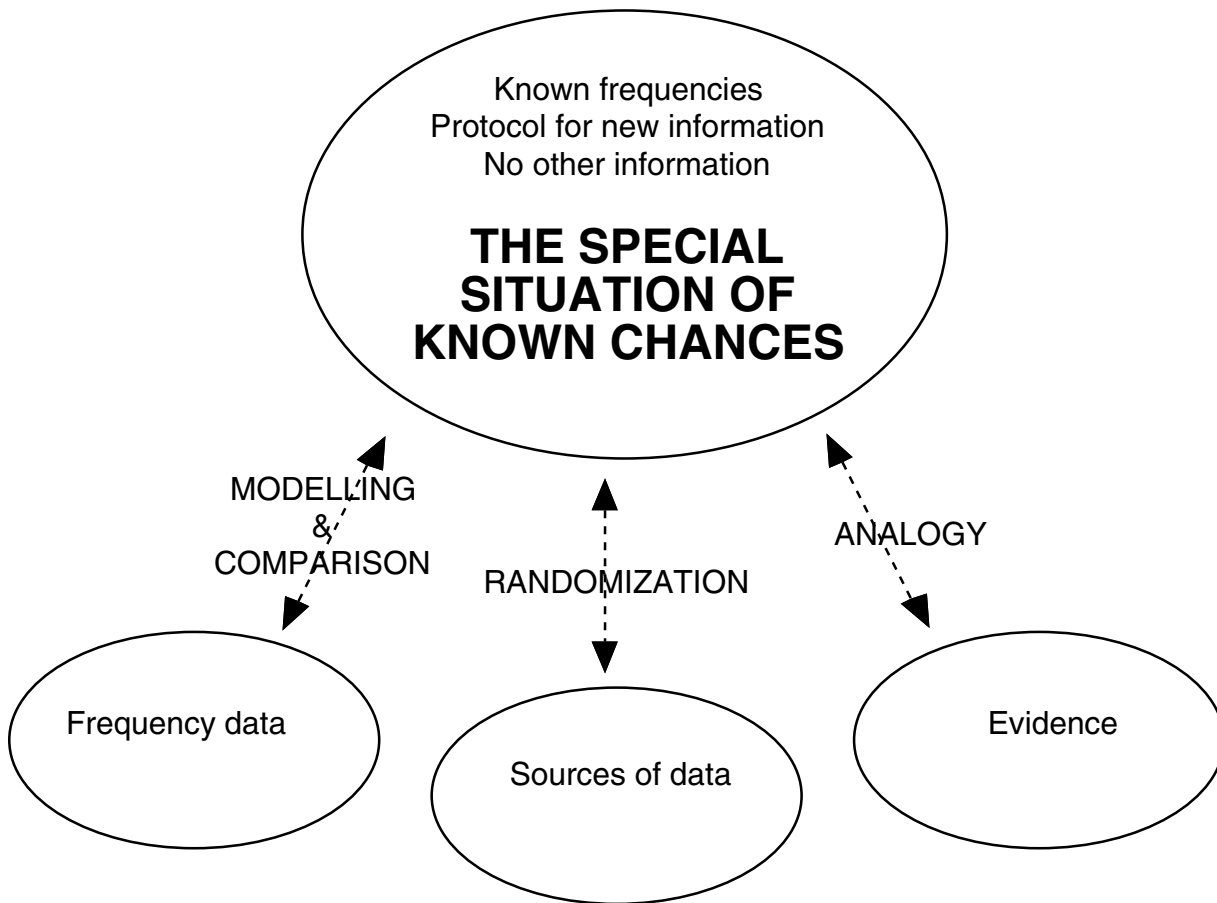 Known frequencies
Protocol for new information
No other information
THE SPECIAL
SITUATION OF
KNOWN CHANCES
MODELLING
&
COMPARISON
RANDOMIZATION
ANALOGY
Frequency data
Sources of data
Evidence